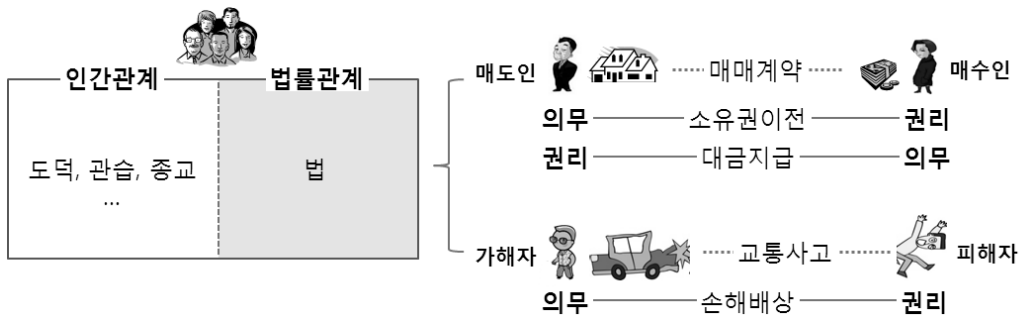 인간관계
법률관계
도덕, 관습, 종교
...
법
매도인 매매계약 매수인
의무 소유권이전 권리
권리 대금지급 의무
가해자 교통사고 피해자
의무 손해배상 권리